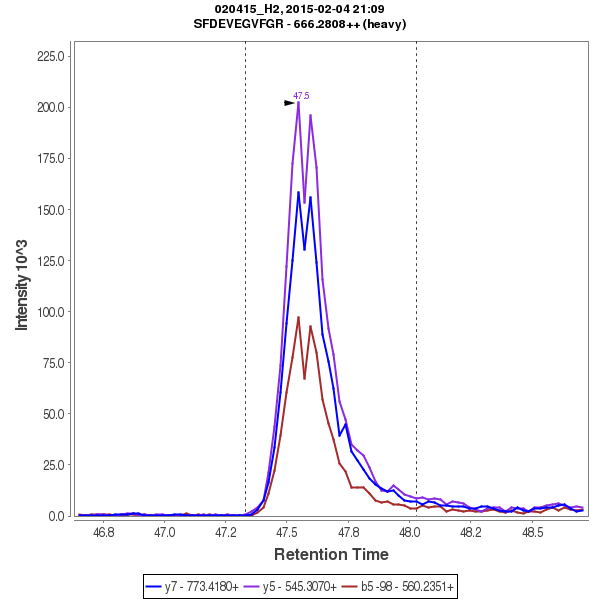 020415_H2, 2015-02-04 21:09
SFDEVEGVFGR - 666.2808++ (heavy)
225.0
200.0
175.0
150.0
125.0
100.0
75.0
50.0
25.0
0.0
Intensity 10^3
47.5
46.8
47.0
47.2
47.5
47.8
48.0
48.2
48.5
Retention Time
y7 - 773.4180+
y5 - 545.3070+
b5 -98 - 560.2351+